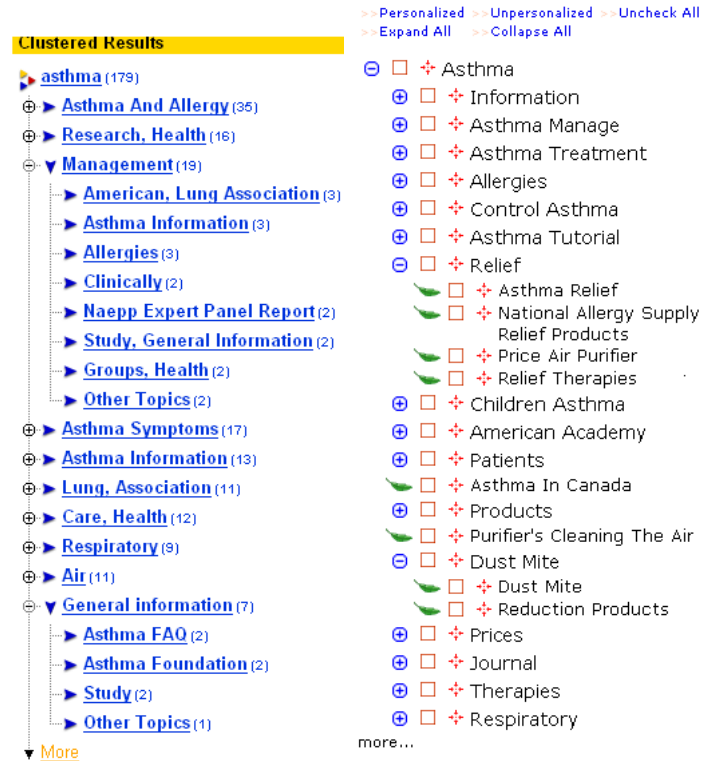 Clustered Results
asthma (179)
Asthma And Allergy (35)
Research, Health (16)
Management (19)
American, Lung Association (3)
Asthma Information (3)
Allergies (3)
Clinically (2)
Naepp Expert Panel Report (2)
Study, General Information (2)
Groups, Health (2)
Other Topics (2)
Asthma Symptoms (17)
Asthma Information (13)
Lung, Association (11)
Care, Health (12)
Respiratory (9)
Air (11)
General information (7)
Asthma FAQ (2)
Asthma Foundation (2)
Study (2)
Other Topics (1)
More
>>Personalized >>Unpersonalized >>Uncheck All
>>Expand All >>Collapse All
Asthma
Information
Asthma Manage
Asthma Treatment
Allergies
Control Asthma
Asthma Tutorial
Relief
Asthma Relief
National Allergy Supply
Relief Products
Price Air Purifier
Relief Therapies
Children Asthma
American Academy
Patients
Asthma In Canada
Products
Purifier's Cleaning The Air
Dust Mite
Dust Mite
Reduction Products
Prices
Journal
Therapies
Respiratory
more...